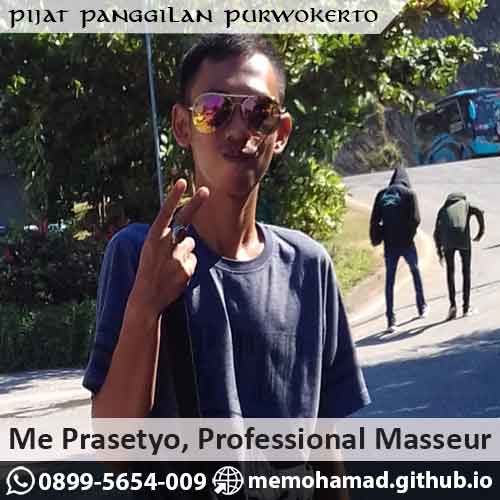 Pijat Panggilan Purwokerto
Me Prasetyo, Professional Masseur
0899-5654-009 memohamad.github.io